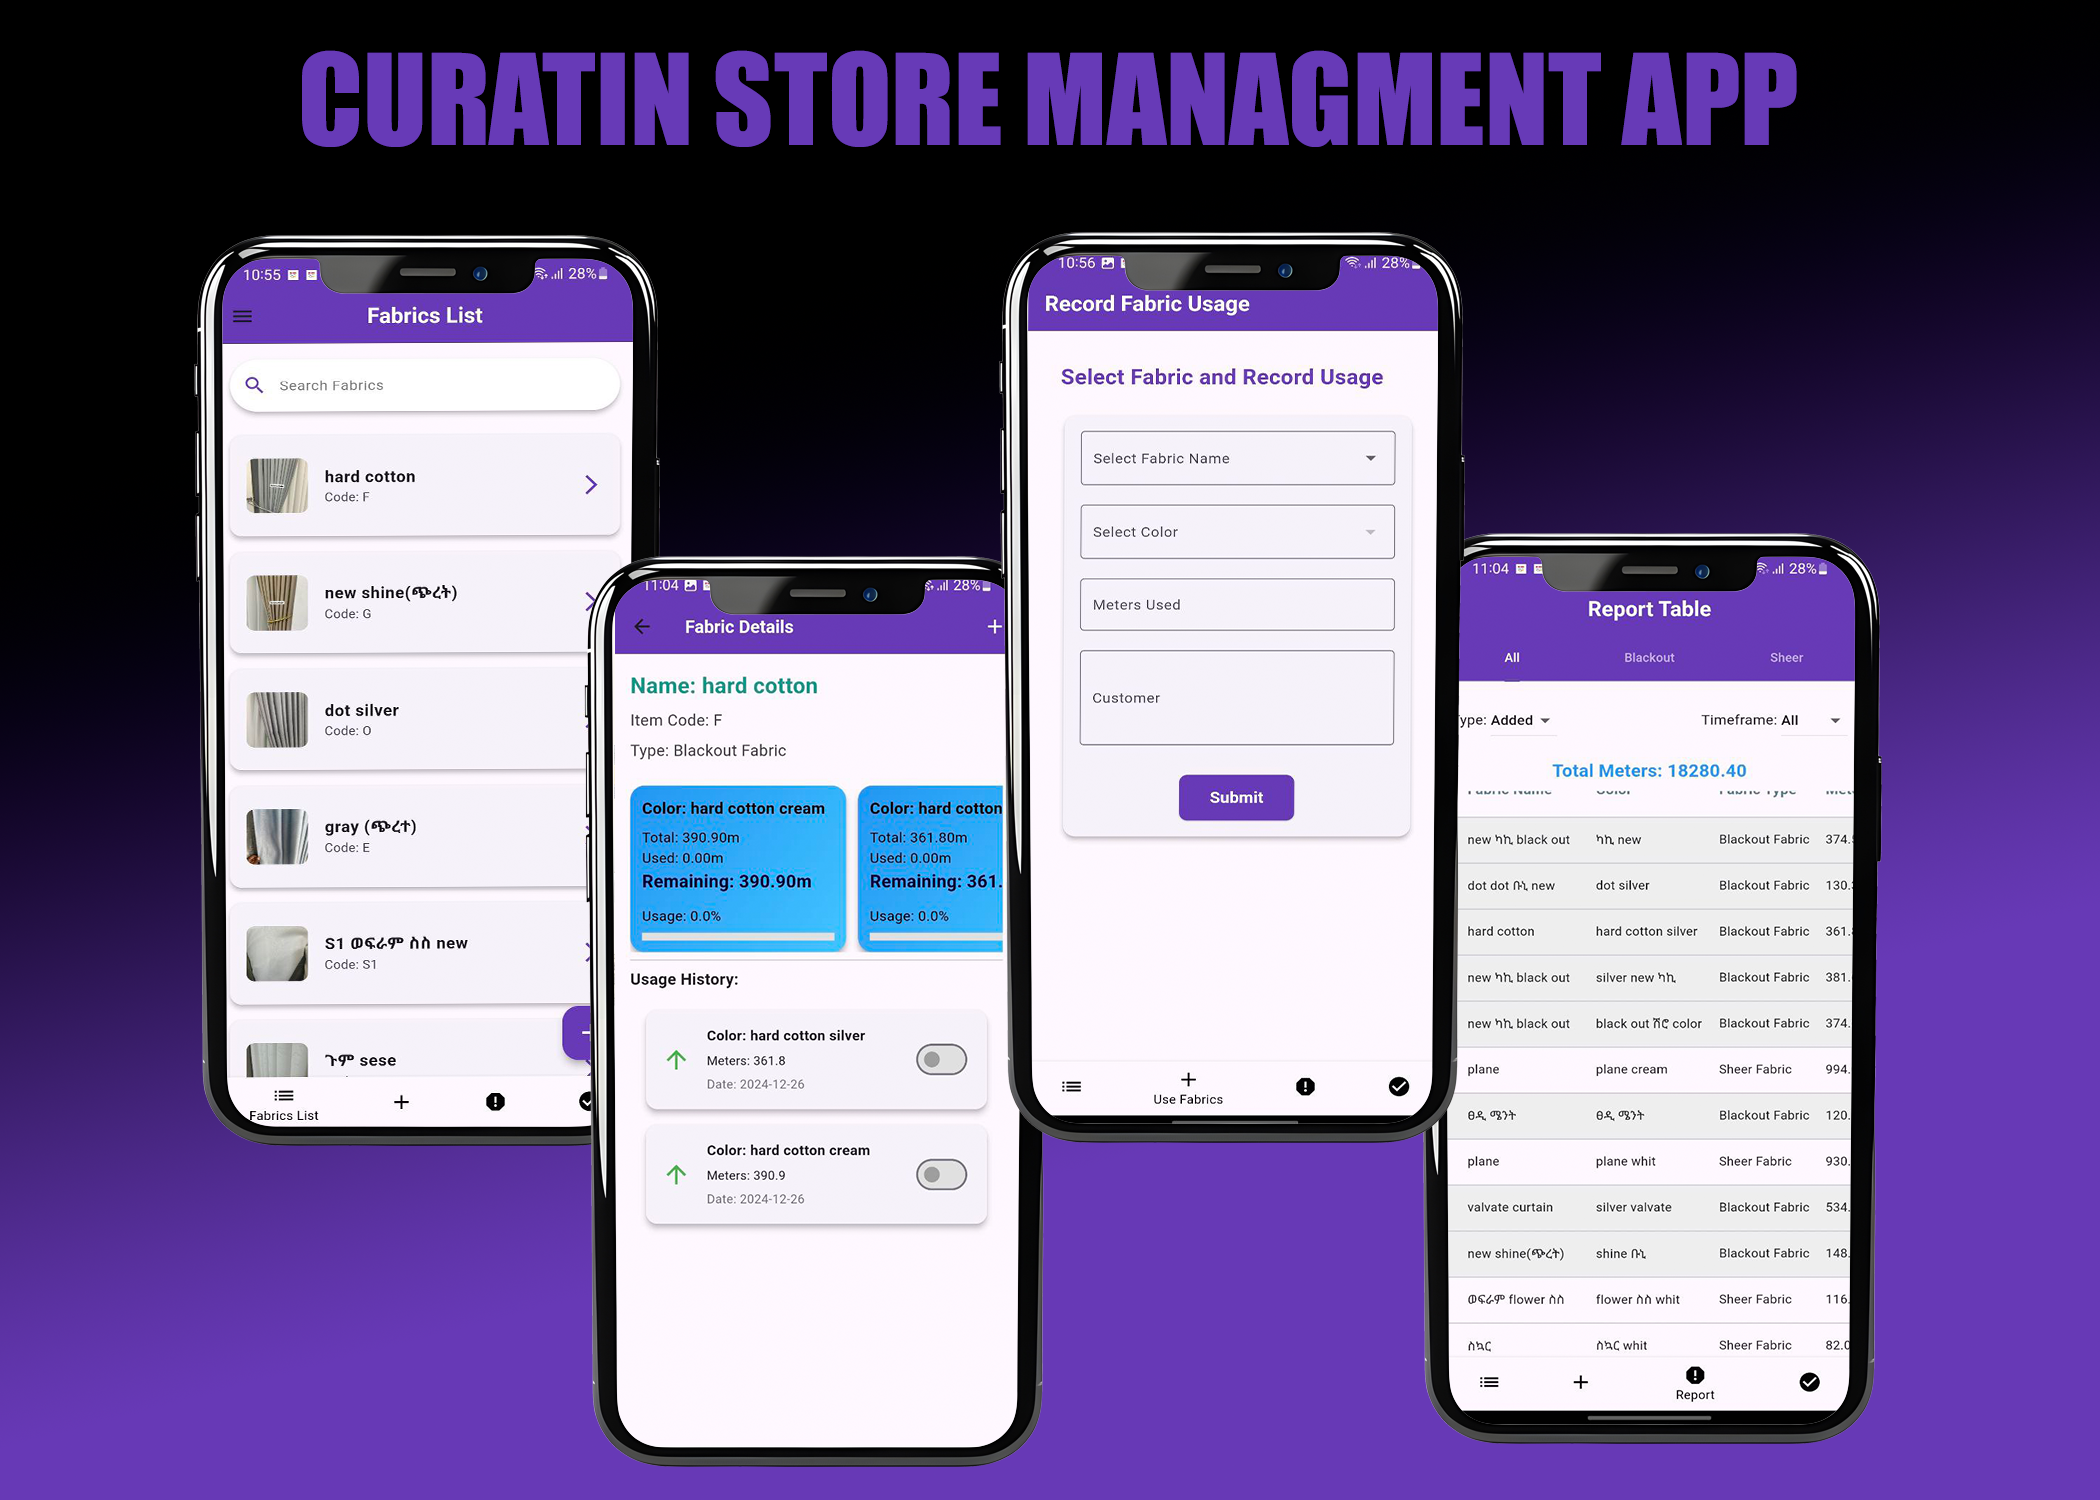 CURATIN STORE MANAGMENT APP
10:55
28%
Fabrics List
Search Fabrics
hard cotton
Code: F
new shine(ጭረት)
Code: G
dot silver
Code: O
gray (ጭረተ)
Code: E
S1 ወፍራም ስስ new
Code: S1
ጉም sese
Fabrics List
11:04
28%
Fabric Details
Name: hard cotton
Item Code: F
Type: Blackout Fabric
Color: hard cotton cream
Total: 390.90m
Used: 0.00m
Remaining: 390.90m
Usage: 0.0%
Color: hard cotton
Total: 361.80m
Used: 0.00m
Remaining: 361.
Usage: 0.0%
Usage History:
Color: hard cotton silver
Meters: 361.8
Date: 2024-12-26
Color: hard cotton cream
Meters: 390.9
Date: 2024-12-26
10:56
28%
Record Fabric Usage
Select Fabric and Record Usage
Select Fabric Name
Select Color
Meters Used
Customer
Submit
Use Fabrics
11:04
28%
Report Table
All Blackout Sheer
ype: Added Timeframe: All
Total Meters: 18280.40
Fabric Name Color Fabric Type
new ካኪ black out ካኪ new Blackout Fabric 374.
dot dot ቡኒ new dot silver Blackout Fabric 130.
hard cotton hard cotton silver Blackout Fabric 361.
new ካኪ black out silver new ካኪ Blackout Fabric 381.
new ካኪ black out black out ሽሮ color Blackout Fabric 374.
plane plane cream Sheer Fabric 994.
ፀዲ ሜንት ፀዲ ሜንት Blackout Fabric 120.
plane plane whit Sheer Fabric 930.
valvate curtain silver valvate Blackout Fabric 534.
new shine(ጭረት) shine ቡኒ Blackout Fabric 148.
ወፍራም flower ስስ flower ስስ whit Sheer Fabric 116.
ስኳር ስኳር whit Sheer Fabric 82.0
Report